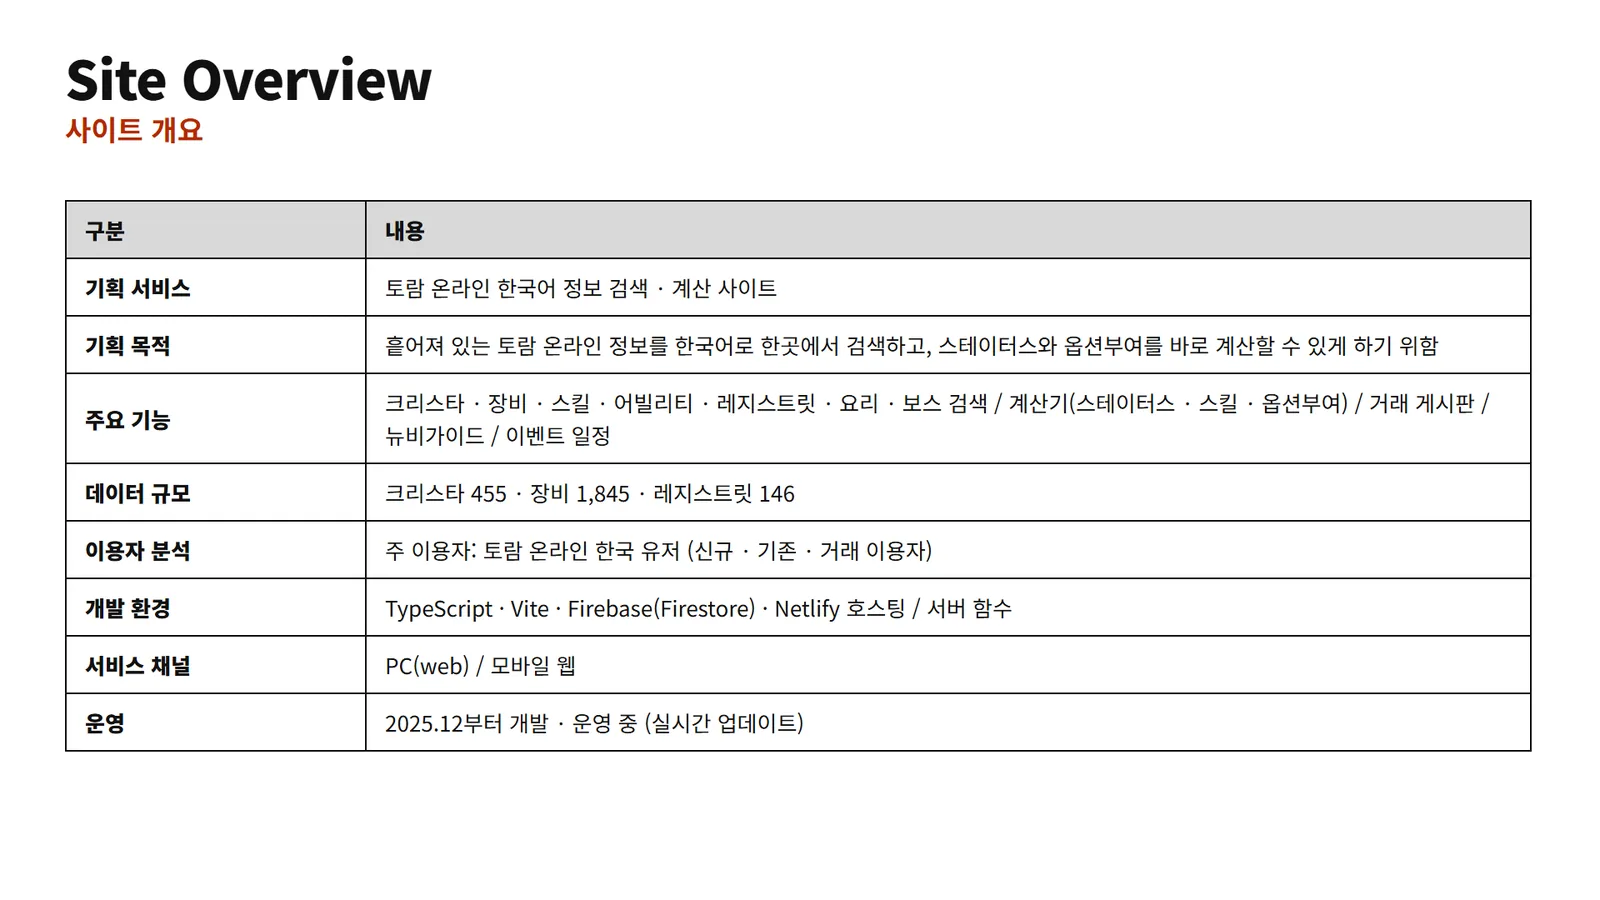 Site Overview
사이트 개요
구분
내용
기획 서비스
토람 온라인 한국어 정보 검색 · 계산 사이트
기획 목적
흩어져 있는 토람 온라인 정보를 한국어로 한곳에서 검색하고, 스테이터스와 옵션부여를 바로 계산할 수 있게 하기 위함
주요 기능
크리스타 · 장비 · 스킬 · 어빌리티 · 레지스트릿 · 요리 · 보스 검색 / 계산기(스테이터스 · 스킬 · 옵션부여) / 거래 게시판 /
뉴비가이드 / 이벤트 일정
데이터 규모
크리스타 455 · 장비 1,845 · 레지스트릿 146
이용자 분석
주 이용자: 토람 온라인 한국 유저 (신규 · 기존 · 거래 이용자)
개발 환경
TypeScript · Vite · Firebase(Firestore) · Netlify 호스팅 / 서버 함수
서비스 채널
PC(web) / 모바일 웹
운영
2025.12부터 개발 · 운영 중 (실시간 업데이트)